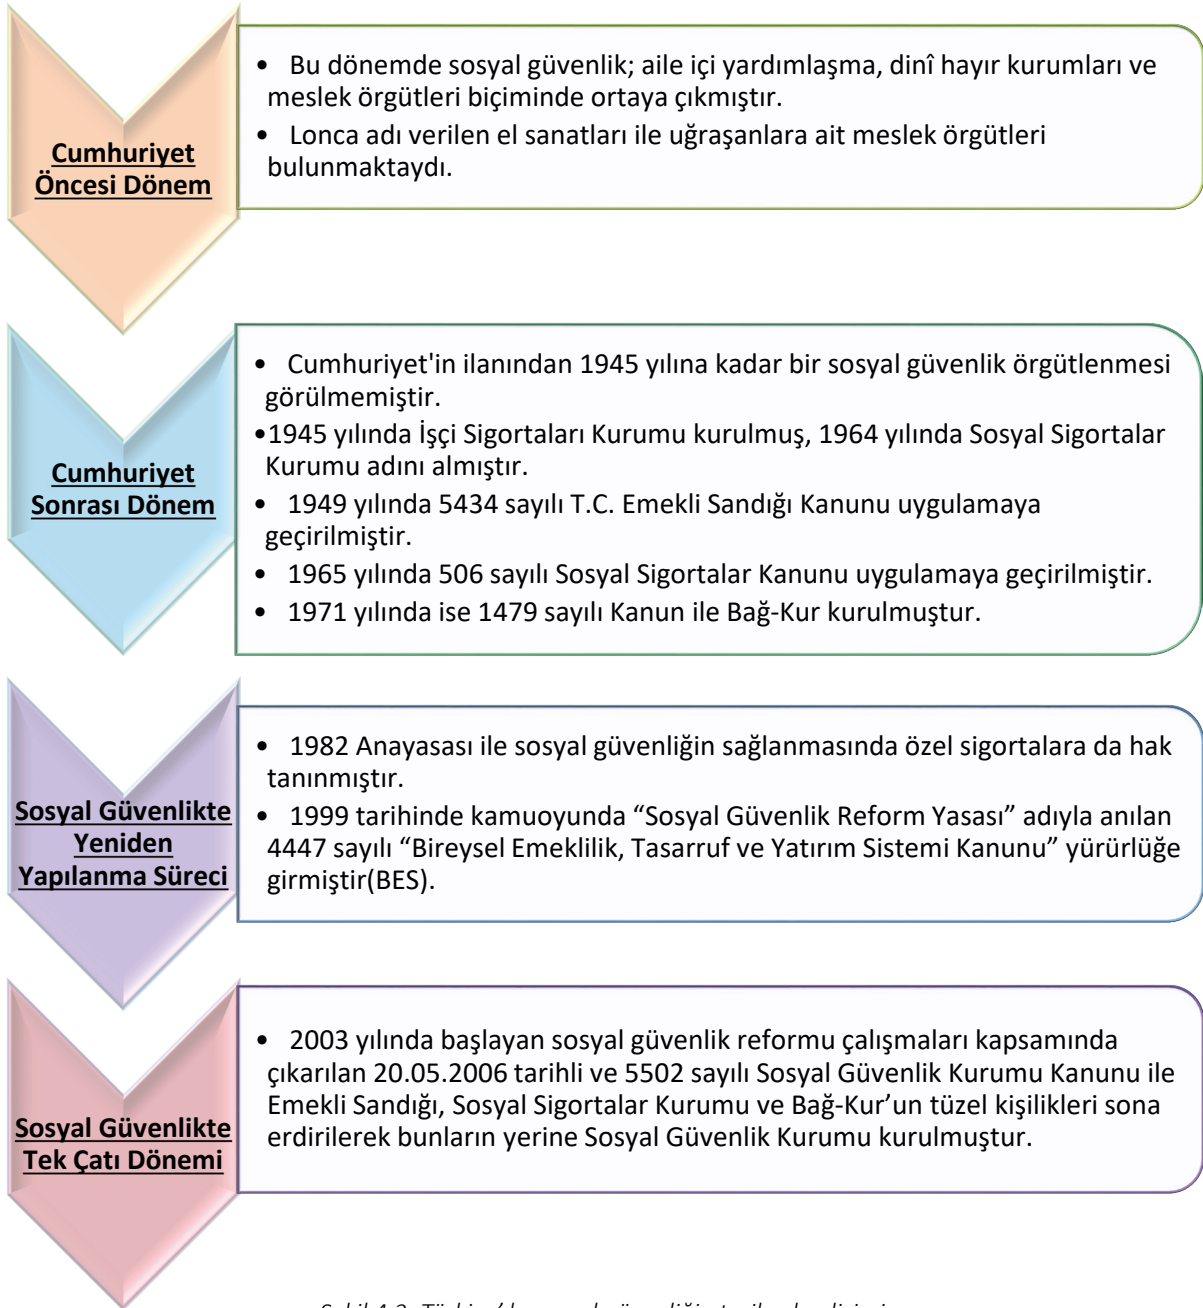 Cumhuriyet
Öncesi Dönem
• Bu dönemde sosyal güvenlik; aile içi yardımlaşma, dinî hayır kurumları ve
meslek örgütleri biçiminde ortaya çıkmıştır.
• Lonca adı verilen el sanatları ile uğraşanlara ait meslek örgütleri
bulunmaktaydı.
Cumhuriyet
Sonrası Dönem
• Cumhuriyet'in ilanından 1945 yılına kadar bir sosyal güvenlik örgütlenmesi
görülmemiştir.
•1945 yılında İşçi Sigortaları Kurumu kurulmuş, 1964 yılında Sosyal Sigortalar
Kurumu adını almıştır.
• 1949 yılında 5434 sayılı T.C. Emekli Sandığı Kanunu uygulamaya
geçirilmiştir.
• 1965 yılında 506 sayılı Sosyal Sigortalar Kanunu uygulamaya geçirilmiştir.
• 1971 yılında ise 1479 sayılı Kanun ile Bağ-Kur kurulmuştur.
Sosyal Güvenlikte
Yeniden
Yapılanma Süreci
• 1982 Anayasası ile sosyal güvenliğin sağlanmasında özel sigortalara da hak
tanınmıştır.
• 1999 tarihinde kamuoyunda “Sosyal Güvenlik Reform Yasası” adıyla anılan
4447 sayılı “Bireysel Emeklilik, Tasarruf ve Yatırım Sistemi Kanunu” yürürlüğe
girmiştir(BES).
Sosyal Güvenlikte
Tek Çatı Dönemi
• 2003 yılında başlayan sosyal güvenlik reformu çalışmaları kapsamında
çıkarılan 20.05.2006 tarihli ve 5502 sayılı Sosyal Güvenlik Kurumu Kanunu ile
Emekli Sandığı, Sosyal Sigortalar Kurumu ve Bağ-Kur’un tüzel kişilikleri sona
erdirilerek bunların yerine Sosyal Güvenlik Kurumu kurulmuştur.